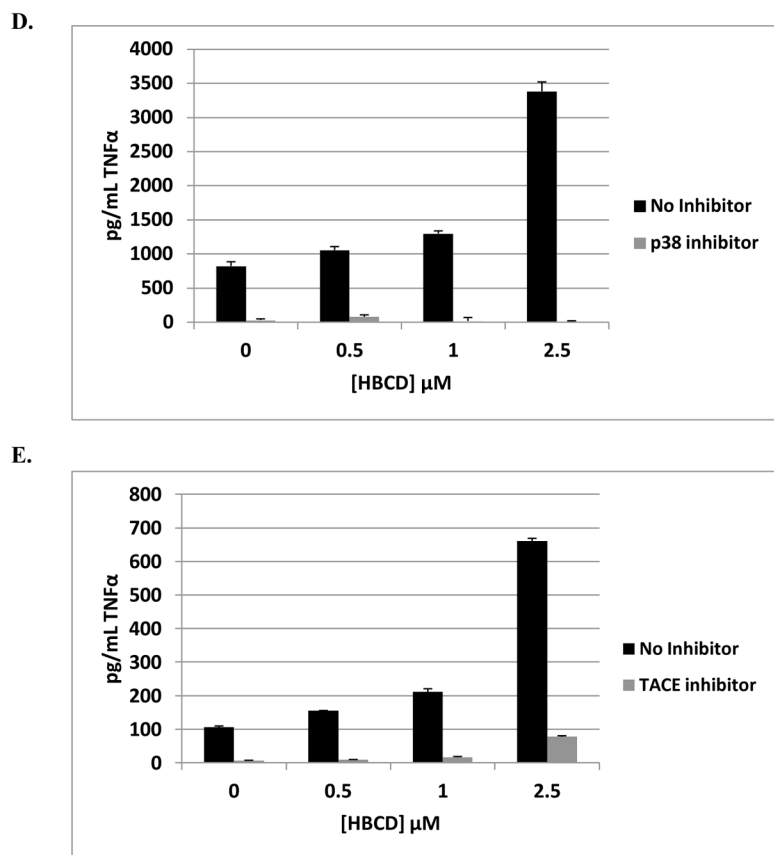 D.
4000
3500
3000
2500
2000
1500
1000
500
0
pg/mL TNFα
0 0.5 1 2.5
[HBCD] μM
No Inhibitor
p38 inhibitor
E.
800
700
600
500
400
300
200
100
0
pg/mL TNFα
0 0.5 1 2.5
[HBCD] μM
No Inhibitor
TACE inhibitor